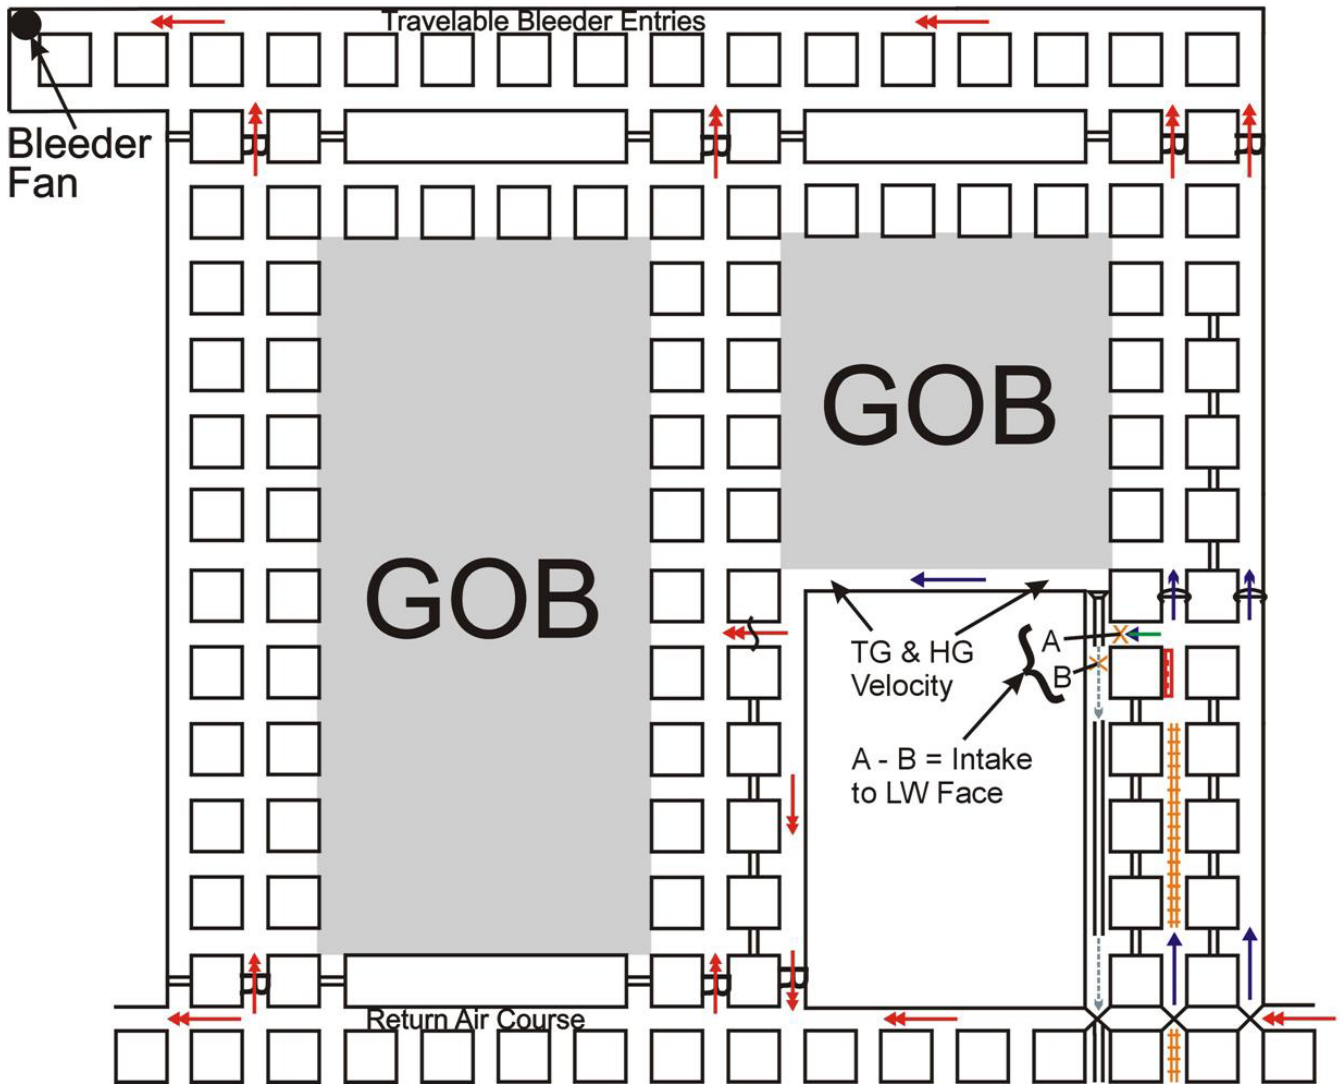 Travelable Bleeder Entries
Bleeder
Fan
GOB
GOB
TG & HG
Velocity
A
B
A - B = Intake
to LW Face
Return Air Course